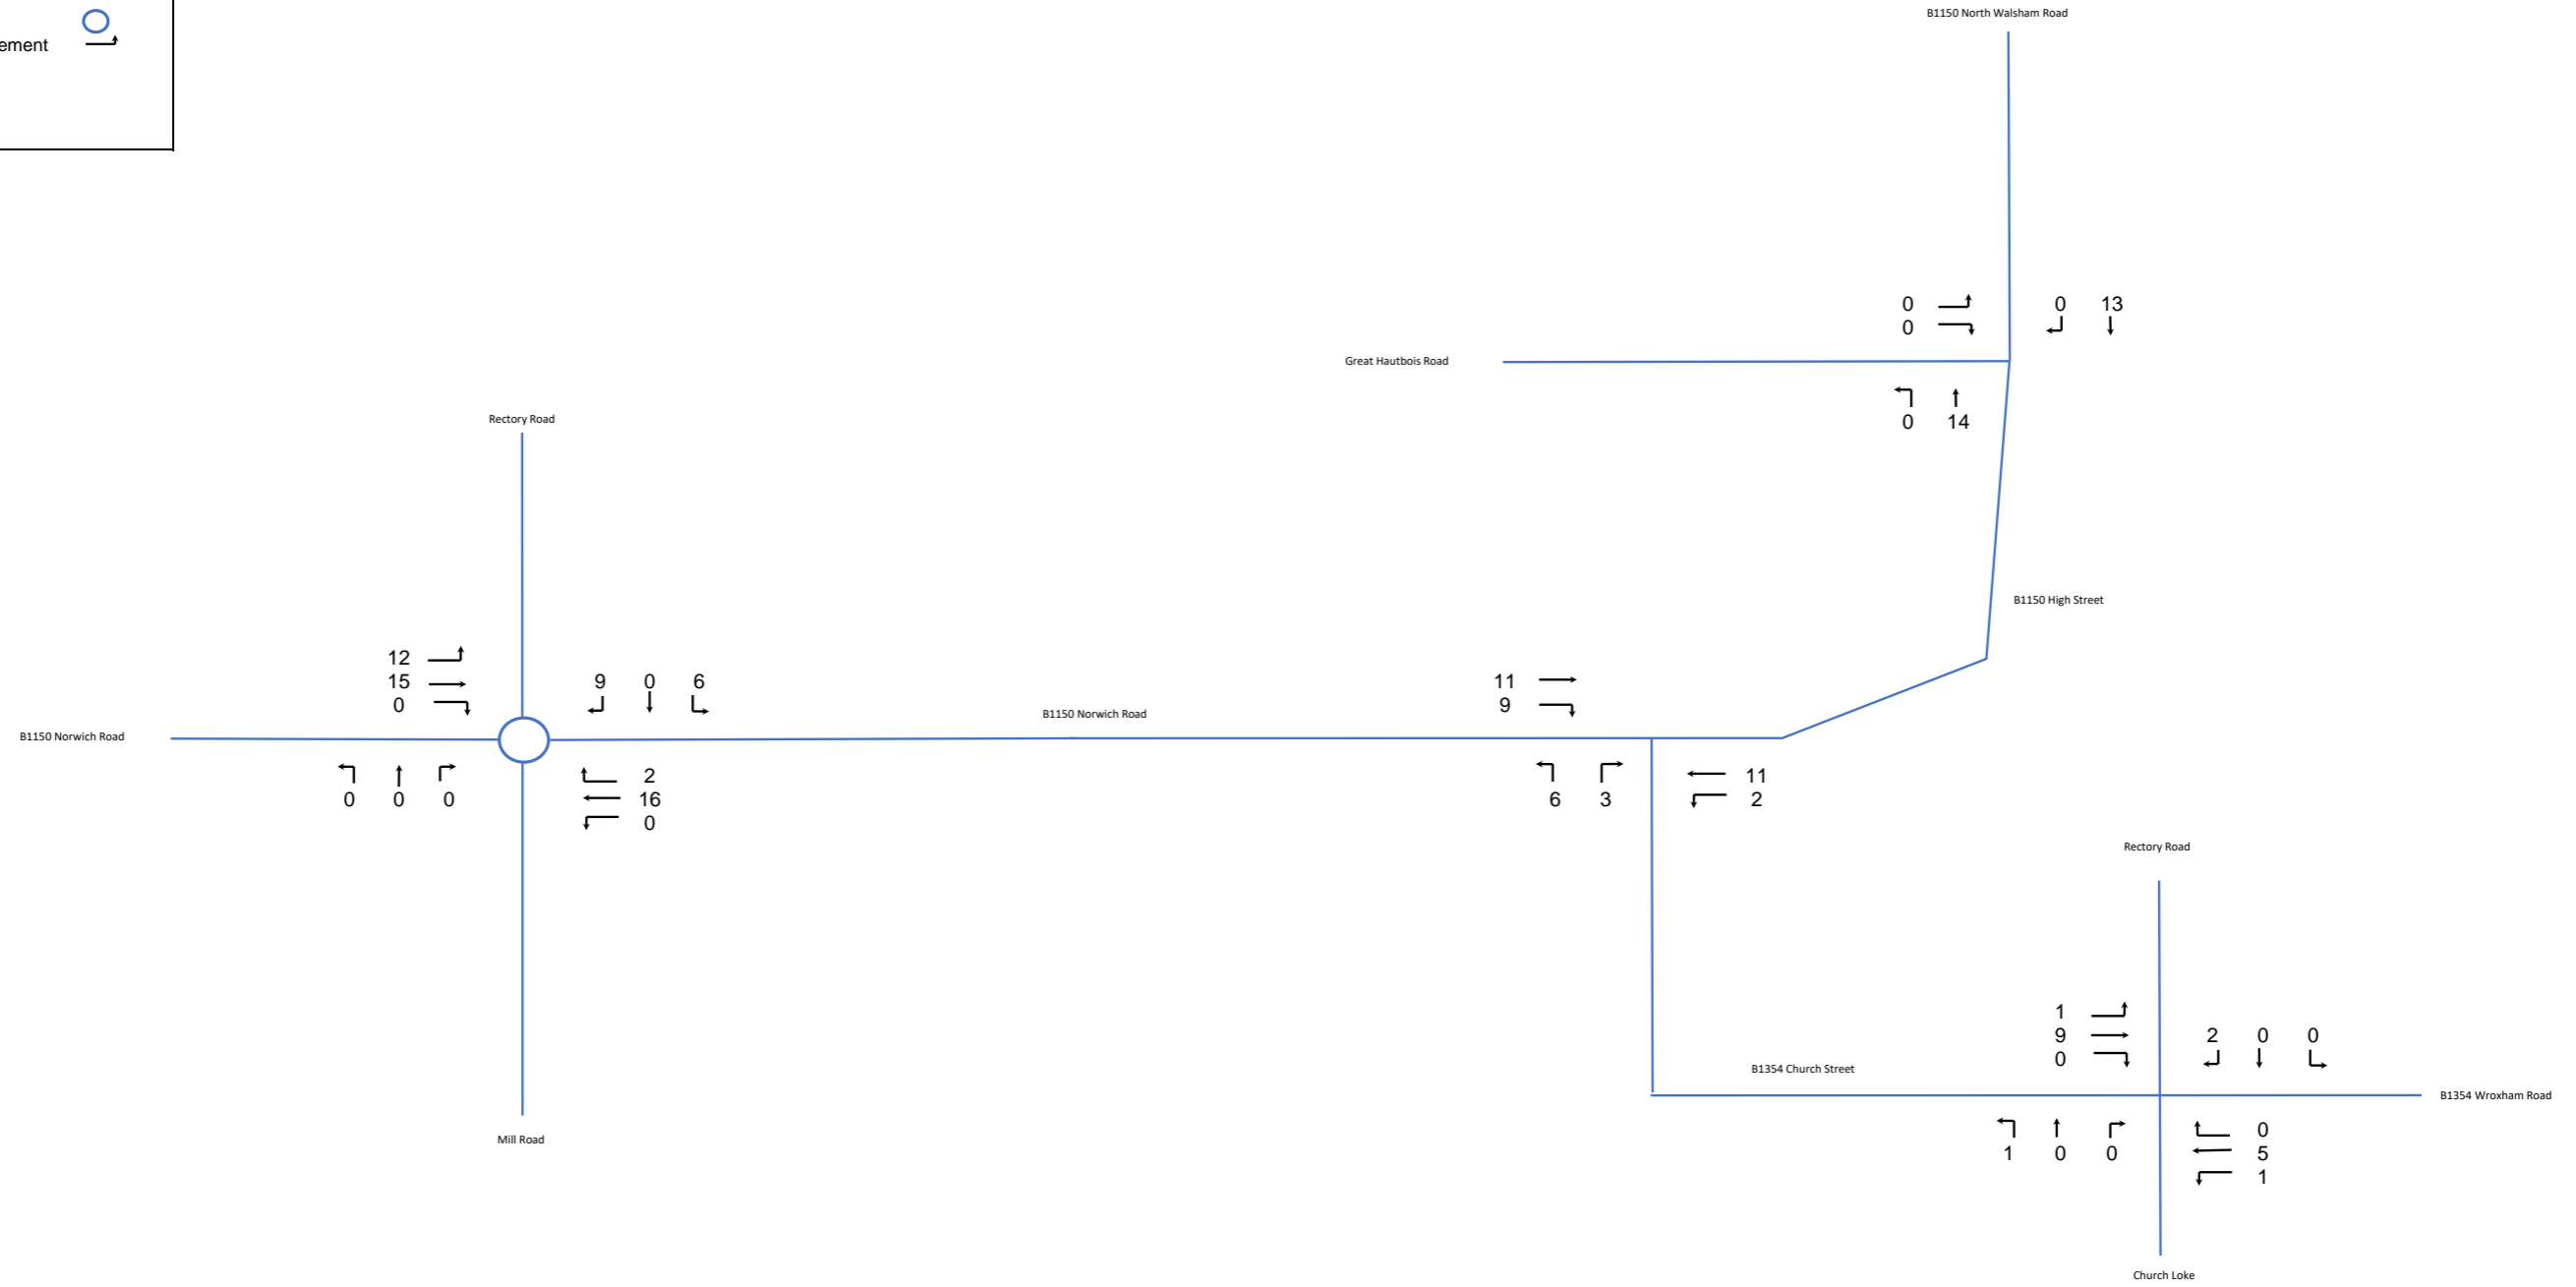 ement
B1150 North Walsham Road
0 0 13
0
Great Hautbois Road
0 14
Rectory Road
B1150 High Street
12
15 9 0 6
0
11
9
B1150 Norwich Road
B1150 Norwich Road
2
0 0 0 16
0
11
6 3 2
Rectory Road
1
9 2 0 0
0
B1354 Church Street
B1354 Wroxham Road
Mill Road
0
1 0 0 5
1
Church Loke